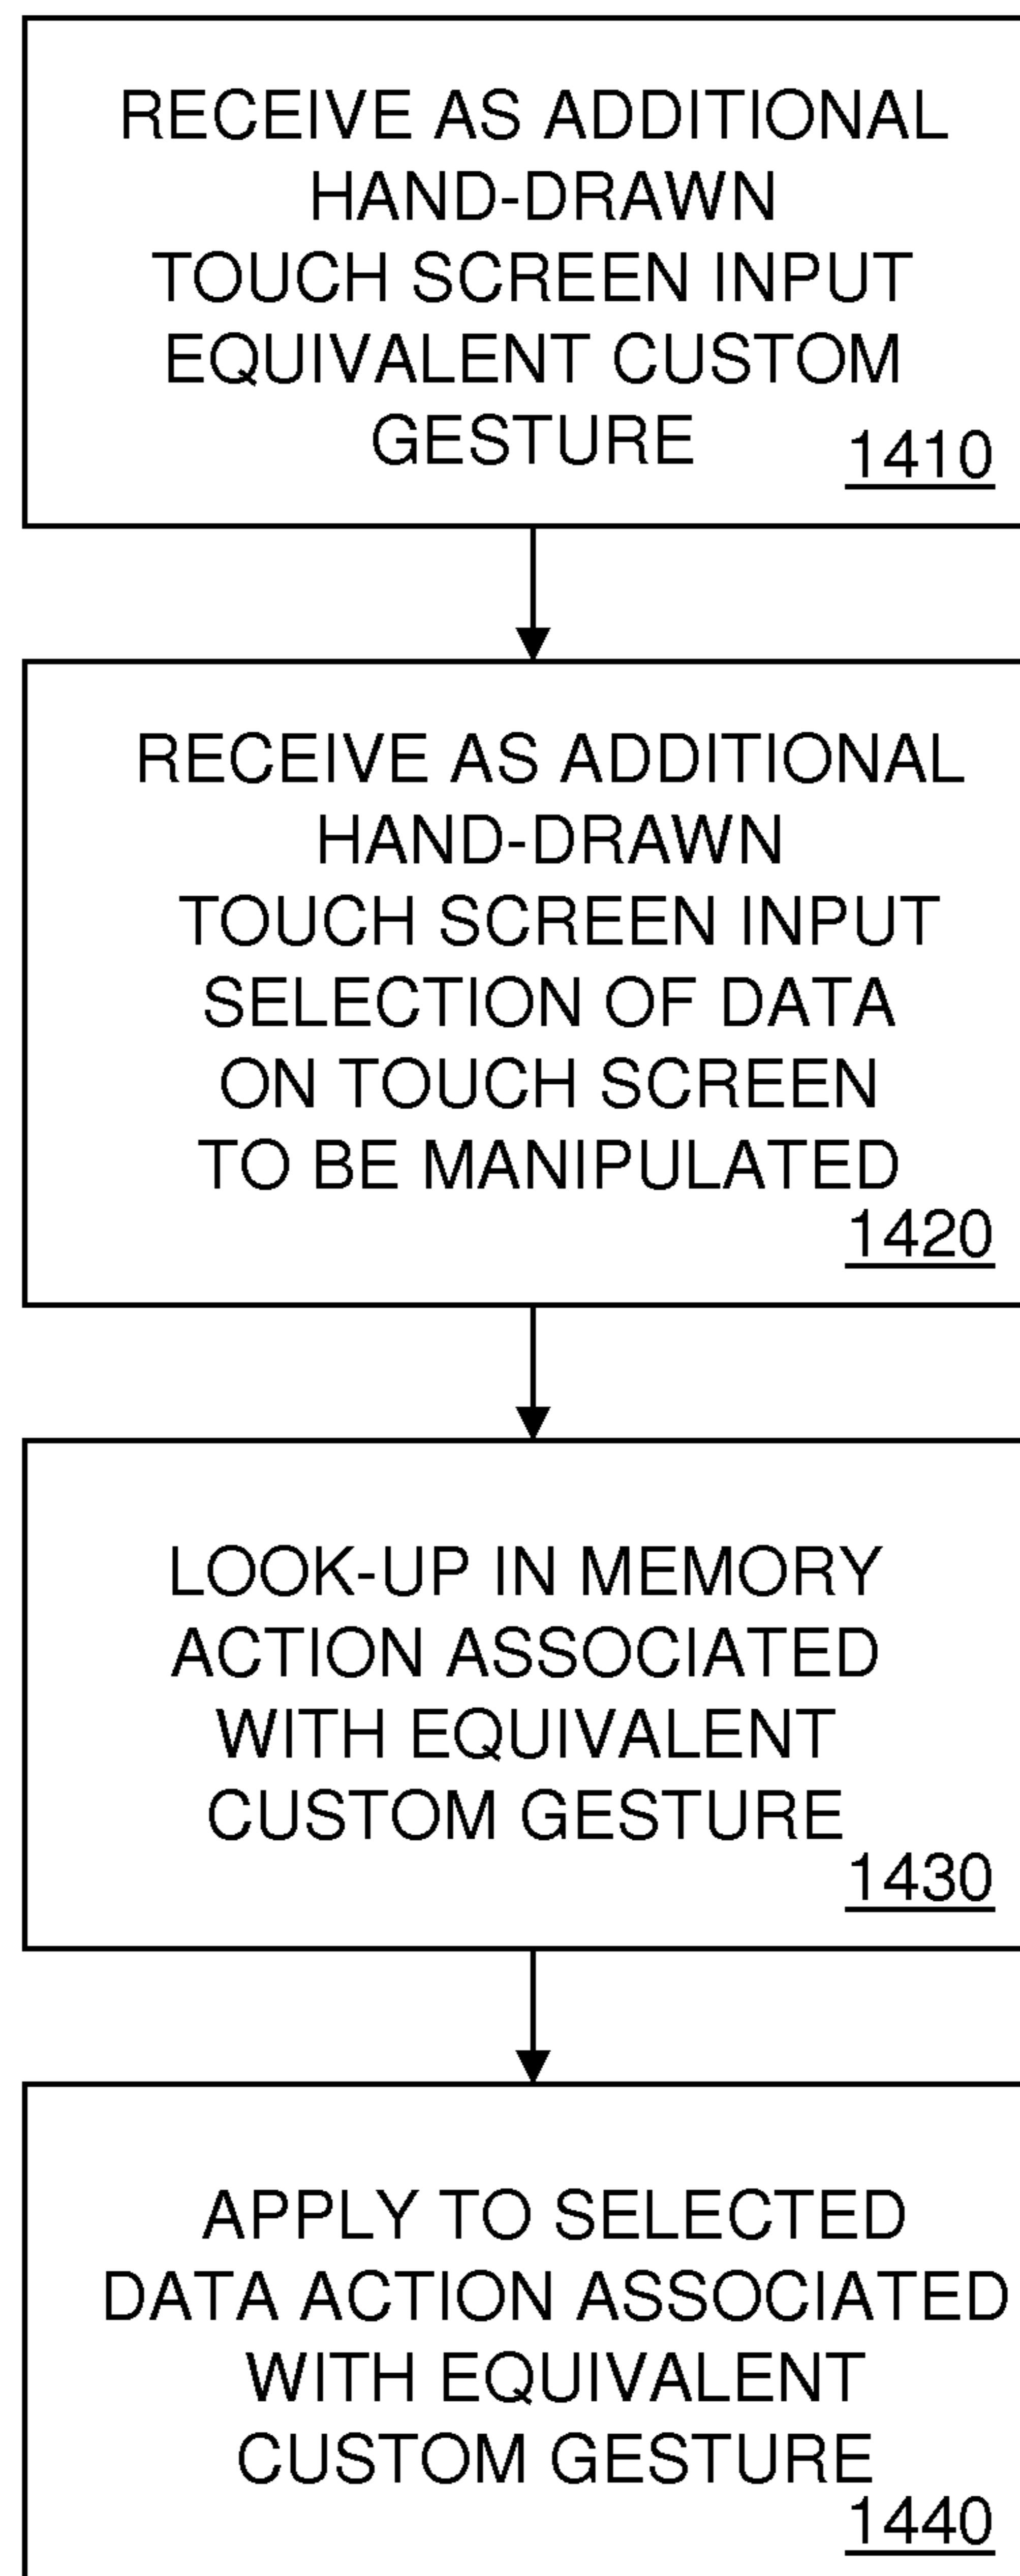 RECEIVE AS ADDITIONAL
HAND-DRAWN
TOUCH SCREEN INPUT
EQUIVALENT CUSTOM
GESTURE
1410
RECEIVE AS ADDITIONAL
HAND-DRAWN
TOUCH SCREEN INPUT
SELECTION OF DATA
ON TOUCH SCREEN
TO BE MANIPULATED
1420
LOOK-UP IN MEMORY
ACTION ASSOCIATED
WITH EQUIVALENT
CUSTOM GESTURE
1430
APPLY TO SELECTED
DATA ACTION ASSOCIATED
WITH EQUIVALENT
CUSTOM GESTURE
1440